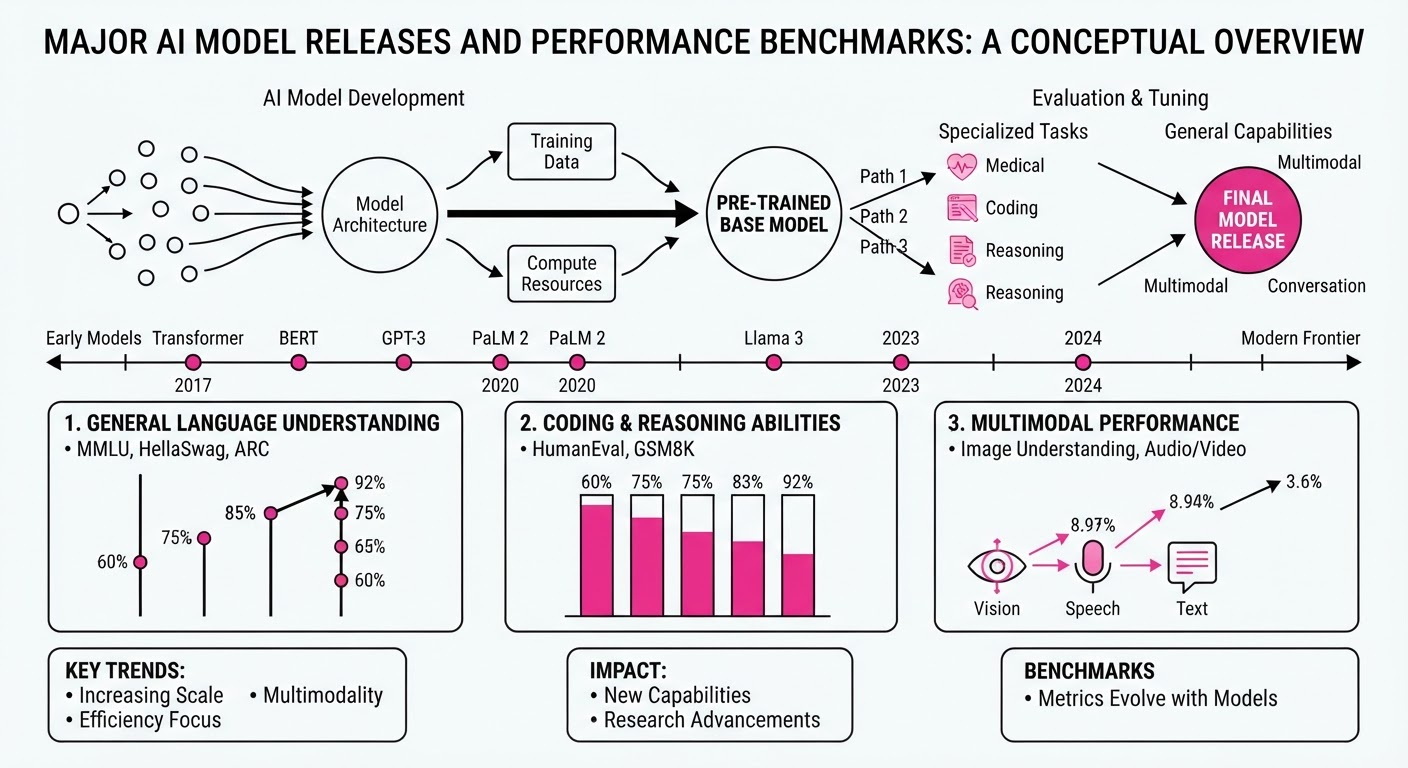 MAJOR AI MODEL RELEASES AND PERFORMANCE BENCHMARKS: A CONCEPTUAL OVERVIEW
AI Model Development
Evaluation & Tuning
Model
Architecture
Training
Data
Compute
Resources
PRE-TRAINED
BASE MODEL
Path 1
Path 2
Path 3
Specialized Tasks
Medical
Coding
Reasoning
Reasoning
General Capabilities
Multimodal
FINAL
MODEL
RELEASE
Multimodal
Conversation
Early Models
Transformer
BERT
GPT-3
PaLM 2
PaLM 2
Llama 3
2023
2024
Modern Frontier
2017
2020
2020
2023
2024
1. GENERAL LANGUAGE UNDERSTANDING
• MMLU, HellaSwag, ARC
60%
75%
85%
92%
75%
65%
60%
2. CODING & REASONING ABILITIES
• HumanEval, GSM8K
60%
75%
75%
83%
92%
3. MULTIMODAL PERFORMANCE
• Image Understanding, Audio/Video
8.97%
8.94%
3.6%
Vision
Speech
Text
KEY TRENDS:
• Increasing Scale
• Multimodality
• Efficiency Focus
IMPACT:
• New Capabilities
• Research Advancements
BENCHMARKS
• Metrics Evolve with Models